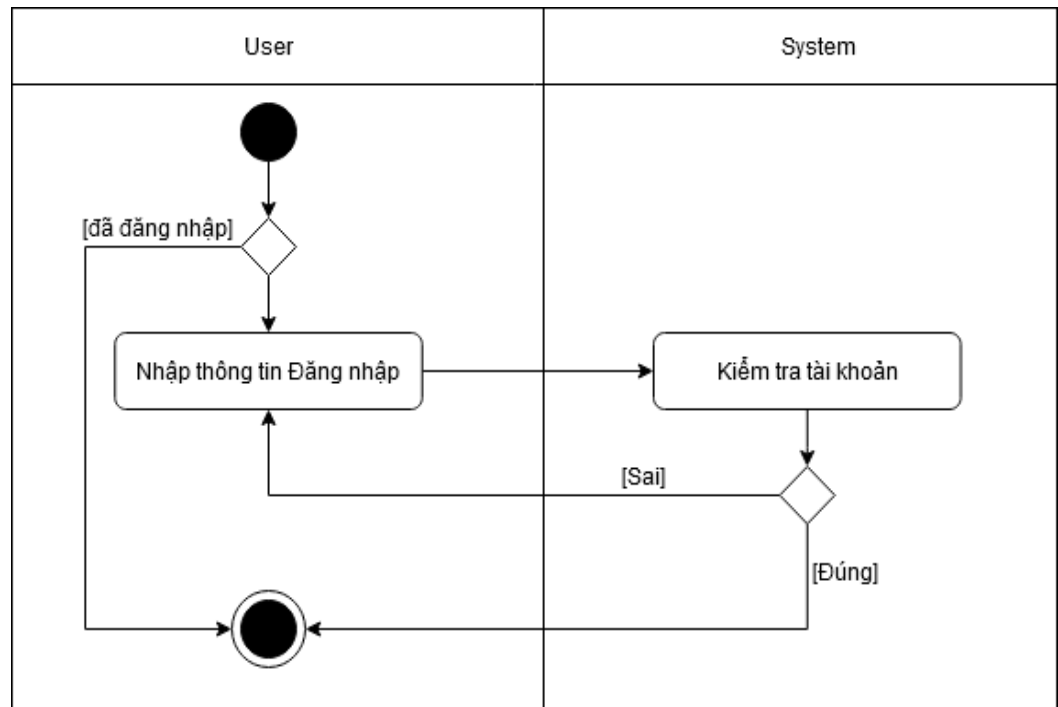 User
System
[đã đăng nhập]
Nhập thông tin Đăng nhập
Kiểm tra tài khoản
[Sai]
[Đúng]